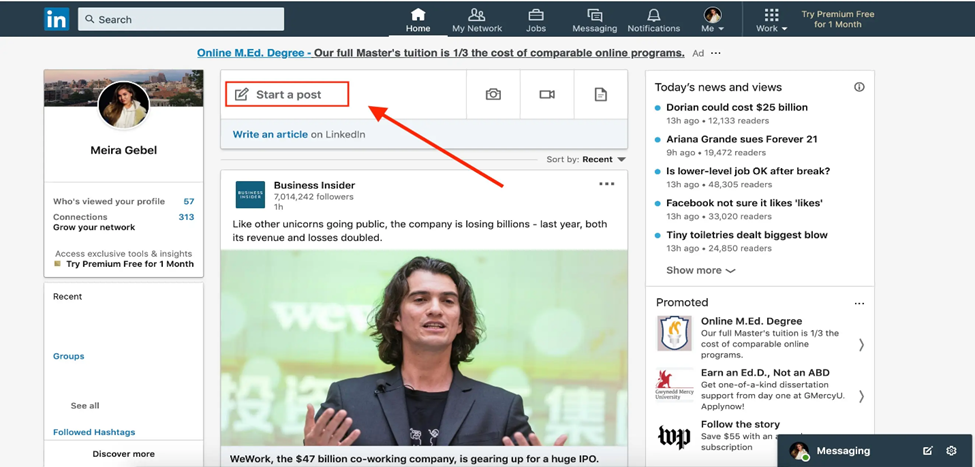 in
Search
Home
My Network
Jobs
Messaging
Notifications
Me
Work
Try Premium Free
for 1 Month
Online M.Ed. Degree - Our full Master's tuition is 1/3 the cost of comparable online programs. Ad ...
Meira Gebel
Who's viewed your profile 57
Connections 313
Grow your network
Access exclusive tools & insights
Try Premium Free for 1 Month
Recent
Groups
See all
Followed Hashtags
Discover more
Start a post
Write an article on LinkedIn
Sort by: Recent
BUSINESS
INSIDER
Business Insider
7,014,242 followers
1h
Like other unicorns going public, the company is losing billions - last year, both
its revenue and losses doubled.
wework
WeWork, the $47 billion co-working company, is gearing up for a huge IPO.
Today's news and views
Dorian could cost $25 billion
13h ago • 12,133 readers
Ariana Grande sues Forever 21
9h ago • 19,472 readers
Is lower-level job OK after break?
13h ago • 48,305 readers
Facebook not sure it likes 'likes'
13h ago • 33,020 readers
Tiny toiletries dealt biggest blow
13h ago • 24,850 readers
Show more
Promoted
Online M.Ed. Degree
Our full Master's tuition is 1/3 the
cost of comparable online
programs.
Gwynedd Mercy
University
Earn an Ed.D., Not an ABD
Get one-of-a-kind dissertation
support from day one at GMercyU.
Applynow!
wp
Follow the story
Save $55 with an
subscription
Messaging